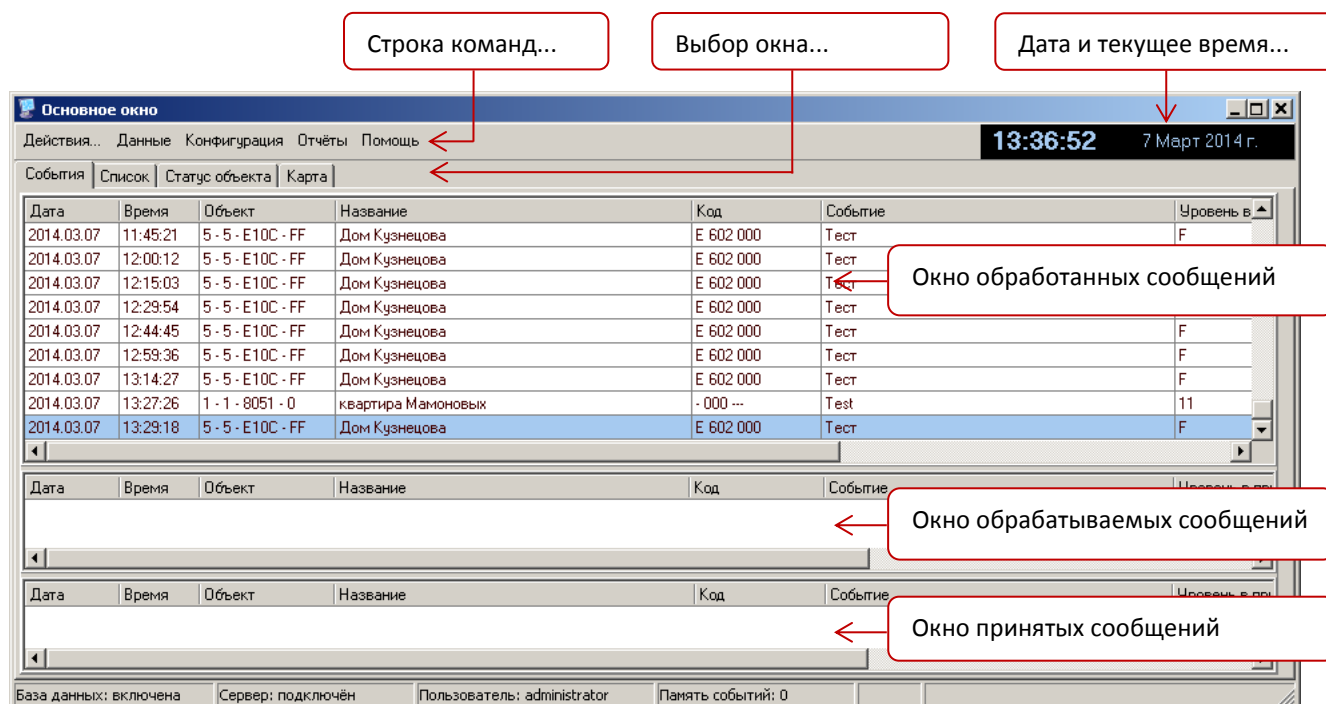 Строка команд...
Выбор окна...
Дата и текущее время...
Основное окно
Действия... Данные Конфигурация Отчёты Помощь 13:36:52 7 Март 2014 г.
События Список Статус объекта Карта
Дата Время Объект Название Код Событие Уровень в
2014.03.07 11:45:21 5 - 5 - E10C - FF Дом Кузнецова E 602 000 Тест F
2014.03.07 12:00:12 5 - 5 - E10C - FF Дом Кузнецова E 602 000 Тест
2014.03.07 12:15:03 5 - 5 - E10C - FF Дом Кузнецова E 602 000 Тест
Окно обработанных сообщений
2014.03.07 12:29:54 5 - 5 - E10C - FF Дом Кузнецова E 602 000 Тест
2014.03.07 12:44:45 5 - 5 - E10C - FF Дом Кузнецова E 602 000 Тест F
2014.03.07 12:59:36 5 - 5 - E10C - FF Дом Кузнецова E 602 000 Тест F
2014.03.07 13:14:27 5 - 5 - E10C - FF Дом Кузнецова E 602 000 Тест F
2014.03.07 13:27:26 1 - 1 - 8051 - 0 квартира Мамоновых - 000 --- Test 11
2014.03.07 13:29:18 5 - 5 - E10C - FF Дом Кузнецова E 602 000 Тест F
Дата Время Объект Название Код Событие
Окно обрабатываемых сообщений
Дата Время Объект Название Код Событие
Окно принятых сообщений
База данных: включена Сервер: подключён Пользователь: administrator Память событий: 0